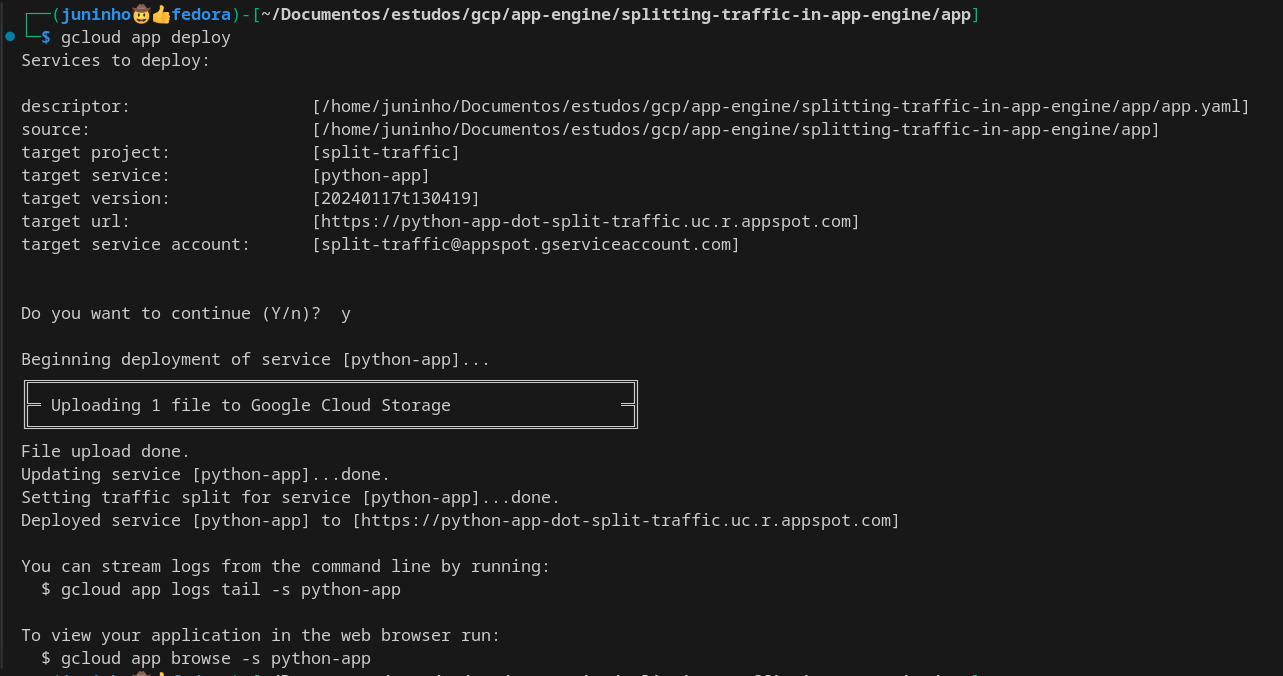 ┌──(juninho🤠👍fedora)-[~/Documentos/estudos/gcp/app-engine/splitting-traffic-in-app-engine/app]
└─$ gcloud app deploy
Services to deploy:
descriptor: [/home/juninho/Documentos/estudos/gcp/app-engine/splitting-traffic-in-app-engine/app/app.yaml]
source: [/home/juninho/Documentos/estudos/gcp/app-engine/splitting-traffic-in-app-engine/app]
target project: [split-traffic]
target service: [python-app]
target version: [20240117t130419]
target url: [https://python-app-dot-split-traffic.uc.r.appspot.com]
target service account: [split-traffic@appspot.gserviceaccount.com]
Do you want to continue (Y/n)? y
Beginning deployment of service [python-app]...
Uploading 1 file to Google Cloud Storage
File upload done.
Updating service [python-app]...done.
Setting traffic split for service [python-app]...done.
Deployed service [python-app] to [https://python-app-dot-split-traffic.uc.r.appspot.com]
You can stream logs from the command line by running:
$ gcloud app logs tail -s python-app
To view your application in the web browser run:
$ gcloud app browse -s python-app